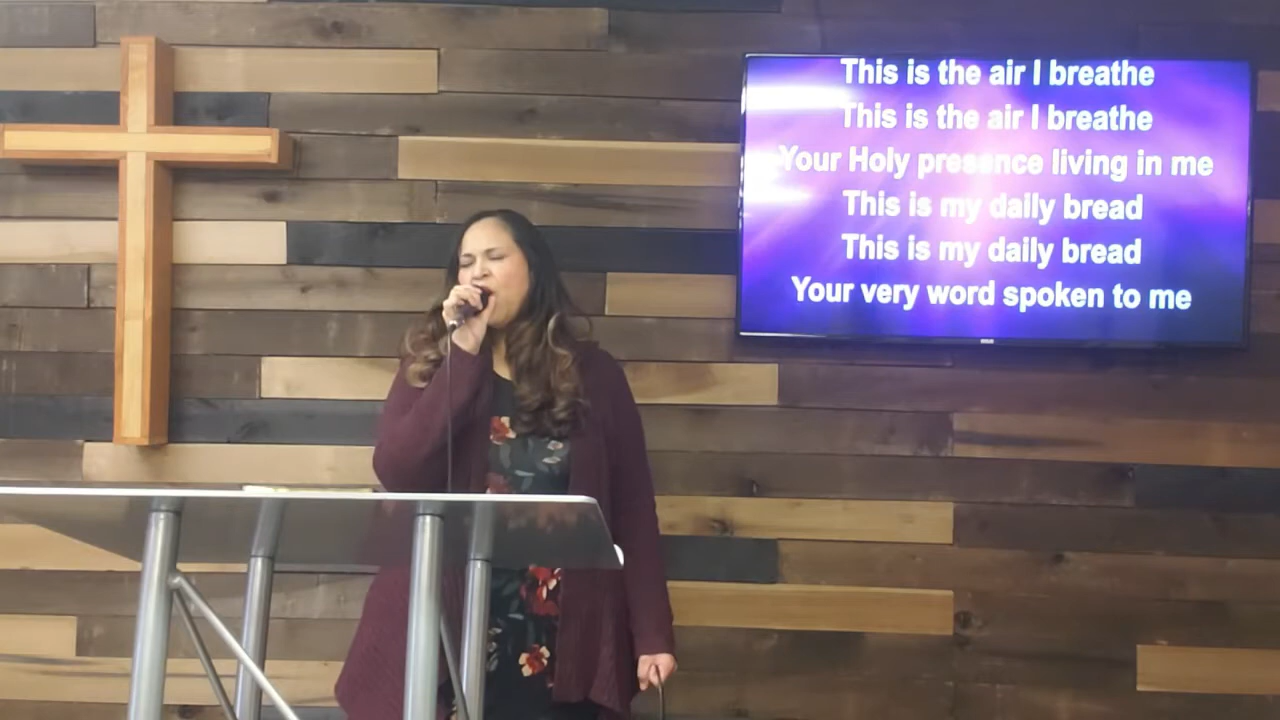 This is the air I breathe
This is the air I breathe
Your Holy presence living in me
This is my daily bread
This is my daily bread
Your very word spoken to me